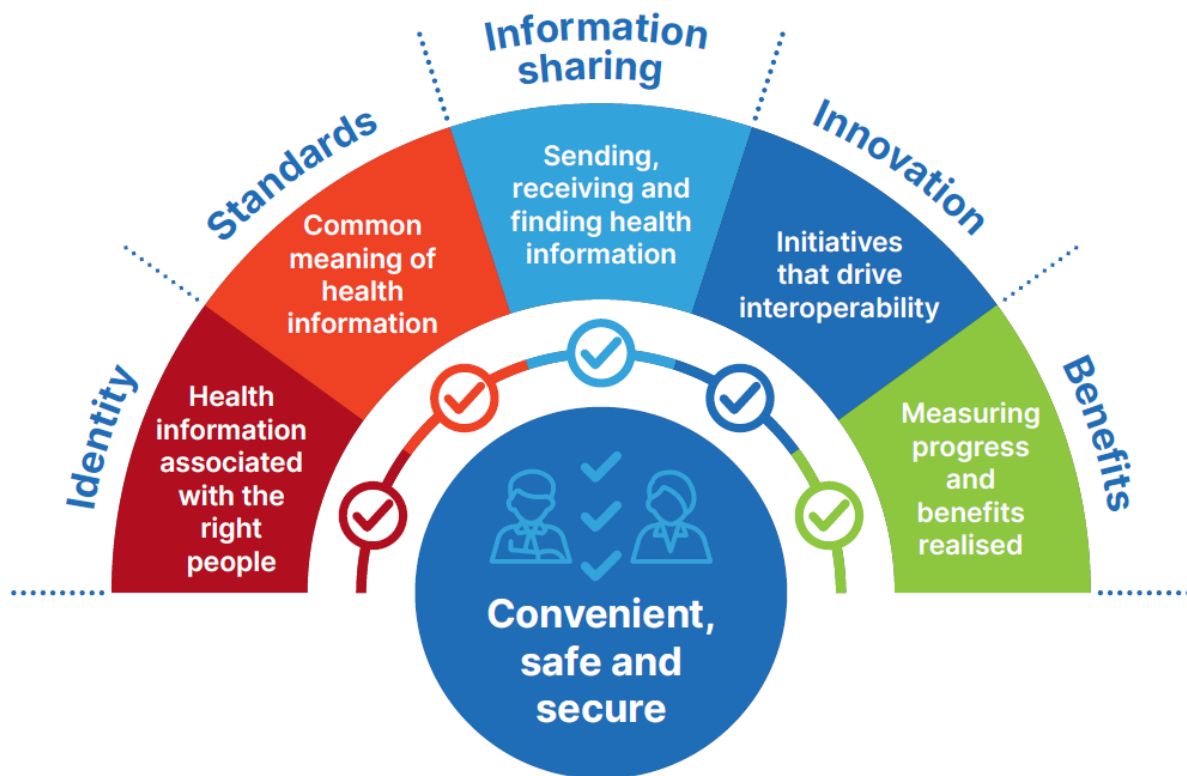 Identity
Health
information
associated
with the
right
people
Standards
Common
meaning of
health
information
Information
sharing
Sending,
receiving and
finding health
information
Innovation
Initiatives
that drive
interoperability
Benefits
Measuring
progress
and
benefits
realised
Convenient,
safe and
secure